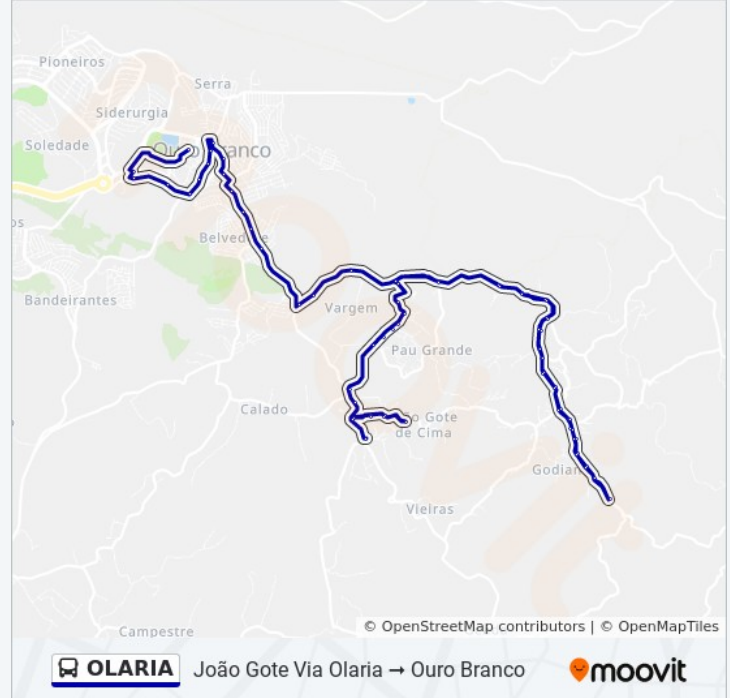 Pioneiros
Serra
Siderurgia
Soledade
Ouro Branco
Belvedere
Bandeirantes
Vargem
Pau Grande
Calado
João Gote
de Cima
Vieiras
Campestre
© OpenStreetMap contributors | © OpenMapTiles
OLARIA João Gote Via Olaria → Ouro Branco moovit